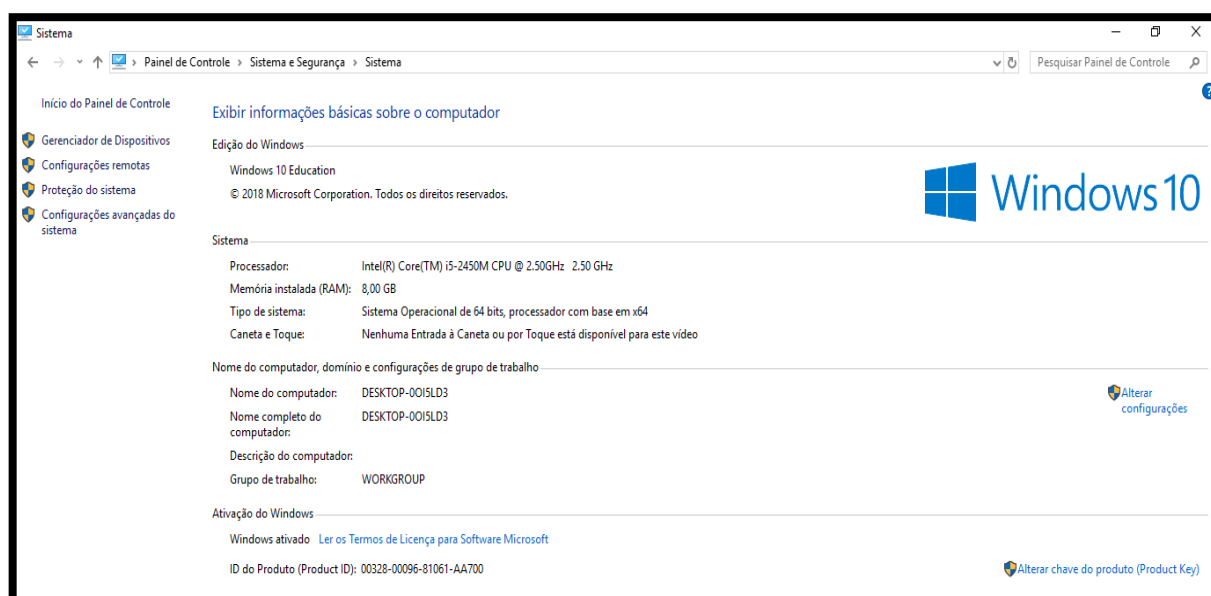 Sistema
Painel de Controle > Sistema e Segurança > Sistema
Pesquisar Painel de Controle
Início do Painel de Controle
Gerenciador de Dispositivos
Configurações remotas
Proteção do sistema
Configurações avançadas do
sistema
Exibir informações básicas sobre o computador
Edição do Windows
Windows 10 Education
© 2018 Microsoft Corporation. Todos os direitos reservados.
Windows 10
Sistema
Processador: Intel(R) Core(TM) i5-2450M CPU @ 2.50GHz 2.50 GHz
Memória instalada (RAM): 8,00 GB
Tipo de sistema: Sistema Operacional de 64 bits, processador com base em x64
Caneta e Toque: Nenhuma Entrada à Caneta ou por Toque está disponível para este vídeo
Nome do computador, domínio e configurações de grupo de trabalho
Nome do computador: DESKTOP-0OI5LD3
Alterar
configurações
Nome completo do
computador: DESKTOP-0OI5LD3
Descrição do computador:
Grupo de trabalho: WORKGROUP
Ativação do Windows
Windows ativado Ler os Termos de Licença para Software Microsoft
ID do Produto (Product ID): 00328-00096-81061-AA700
Alterar chave do produto (Product Key)